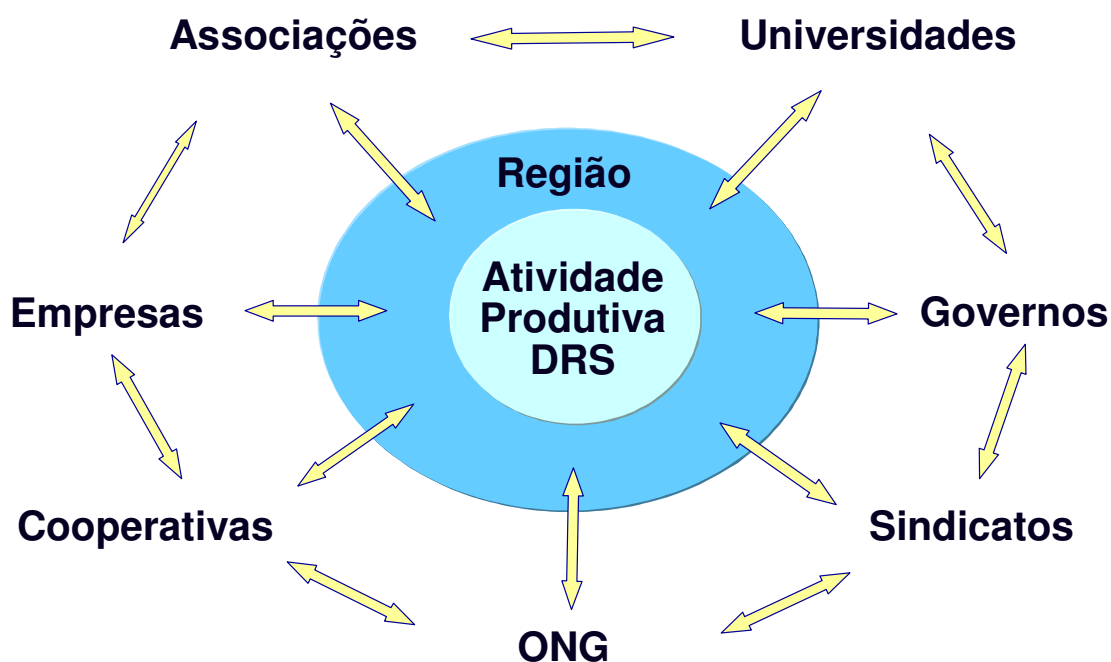 Associações
Universidades
Região
Atividade
Produtiva
DRS
Empresas
Governos
Cooperativas
Sindicatos
ONG